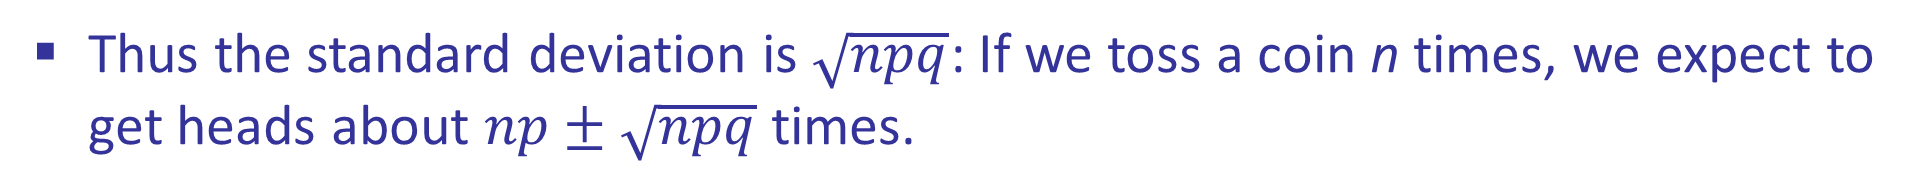 ▪ Thus the standard deviation is √npq: If we toss a coin n times, we expect to
get heads about np ± √npq times.